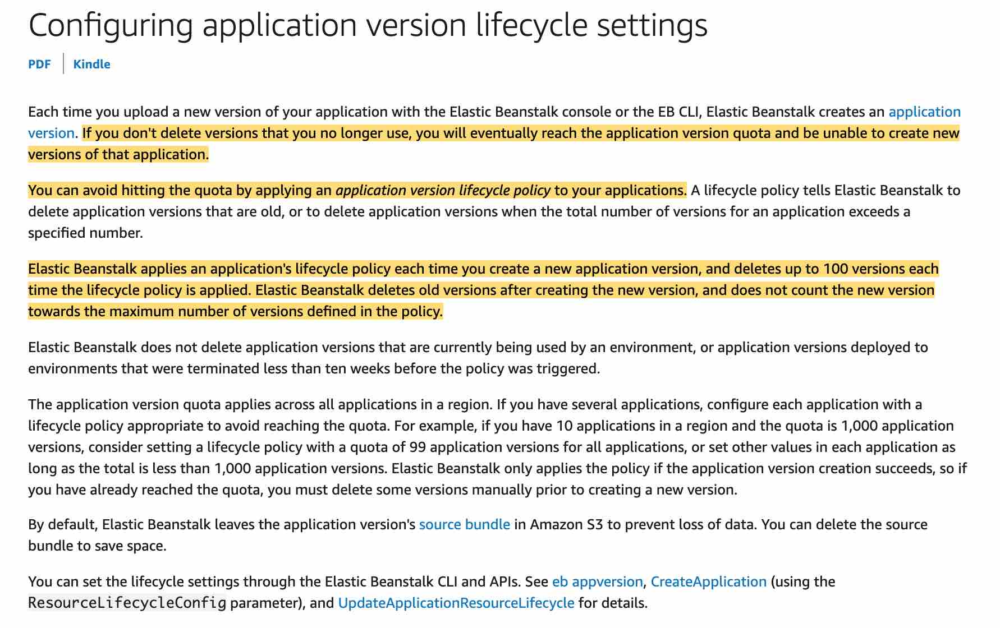 Configuring application version lifecycle settings
PDF | Kindle
Each time you upload a new version of your application with the Elastic Beanstalk console or the EB CLI, Elastic Beanstalk creates an application
version. If you don't delete versions that you no longer use, you will eventually reach the application version quota and be unable to create new
versions of that application.
You can avoid hitting the quota by applying an application version lifecycle policy to your applications. A lifecycle policy tells Elastic Beanstalk to
delete application versions that are old, or to delete application versions when the total number of versions for an application exceeds a
specified number.
Elastic Beanstalk applies an application's lifecycle policy each time you create a new application version, and deletes up to 100 versions each
time the lifecycle policy is applied. Elastic Beanstalk deletes old versions after creating the new version, and does not count the new version
towards the maximum number of versions defined in the policy.
Elastic Beanstalk does not delete application versions that are currently being used by an environment, or application versions deployed to
environments that were terminated less than ten weeks before the policy was triggered.
The application version quota applies across all applications in a region. If you have several applications, configure each application with a
lifecycle policy appropriate to avoid reaching the quota. For example, if you have 10 applications in a region and the quota is 1,000 application
versions, consider setting a lifecycle policy with a quota of 99 application versions for all applications, or set other values in each application as
long as the total is less than 1,000 application versions. Elastic Beanstalk only applies the policy if the application version creation succeeds, so if
you have already reached the quota, you must delete some versions manually prior to creating a new version.
By default, Elastic Beanstalk leaves the application version's source bundle in Amazon S3 to prevent loss of data. You can delete the source
bundle to save space.
You can set the lifecycle settings through the Elastic Beanstalk CLI and APIs. See eb appversion, CreateApplication (using the
ResourceLifecycleConfig parameter), and UpdateApplicationResourceLifecycle for details.